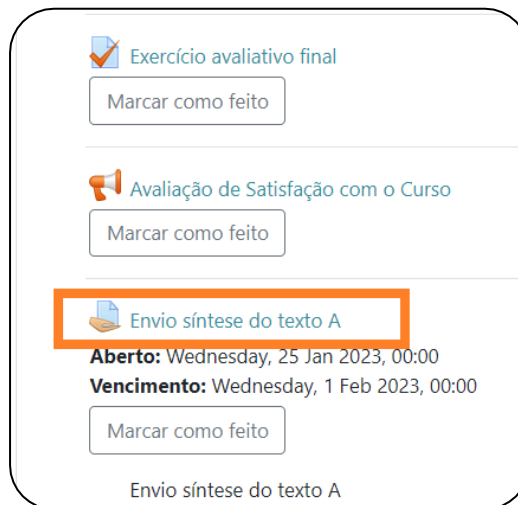 Exercício avaliativo final
Marcar como feito
Avaliação de Satisfação com o Curso
Marcar como feito
Envio síntese do texto A
Aberto: Wednesday, 25 Jan 2023, 00:00
Vencimento: Wednesday, 1 Feb 2023, 00:00
Marcar como feito
Envio síntese do texto A